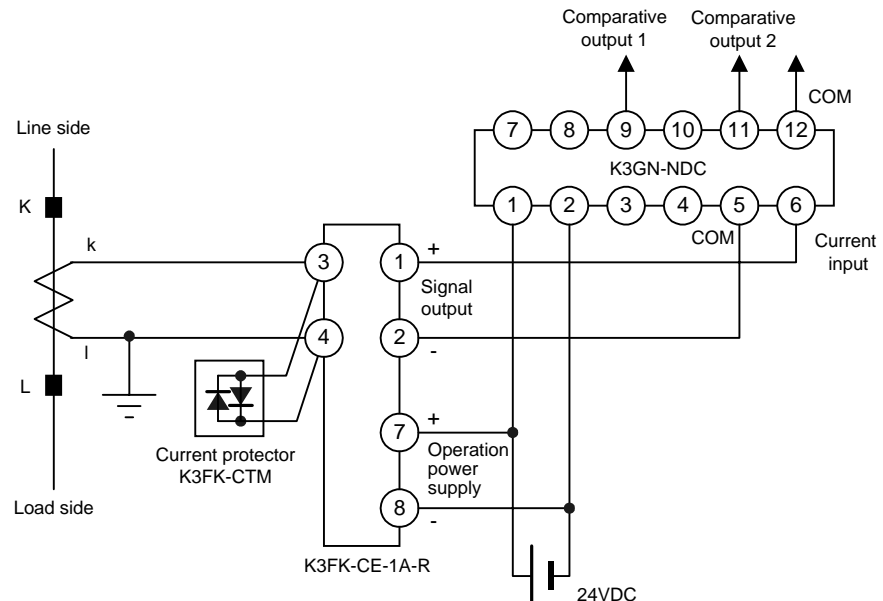 Comparative
output 1
Comparative
output 2
COM
7 8 9 10 11 12
K3GN-NDC
1 2 3 4 5 6
COM
Current
input
Line side
K
k
l
L
Load side
3
4
1
+
Signal
output
2
-
7
+
Operation
power
supply
8
-
Current protector
K3FK-CTM
K3FK-CE-1A-R
24VDC